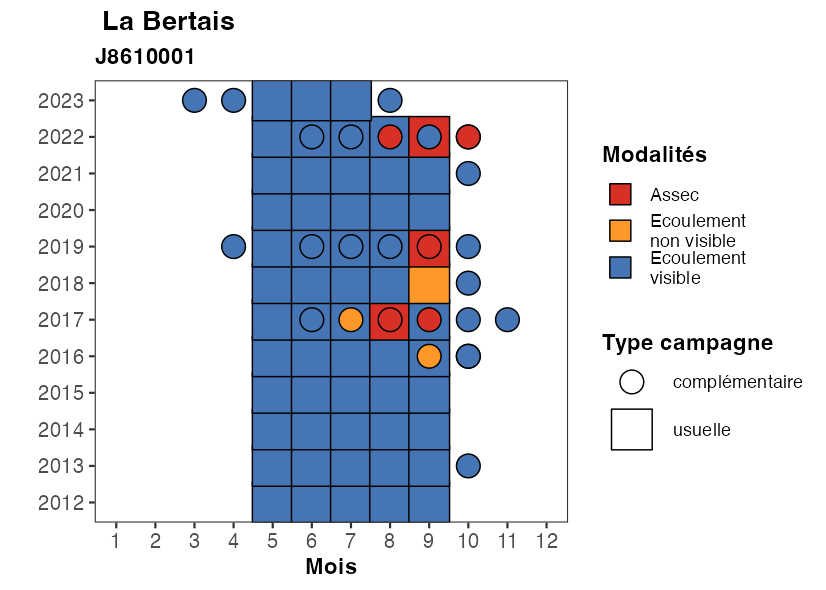 La Bertais
J8610001
2023
2022
2021
2020
2019
2018
2017
2016
2015
2014
2013
2012
1 2 3 4 5 6 7 8 9 10 11 12
Mois
Modalités
Assec
Ecoulement
non visible
Ecoulement
visible
Type campagne
complémentaire
usuelle